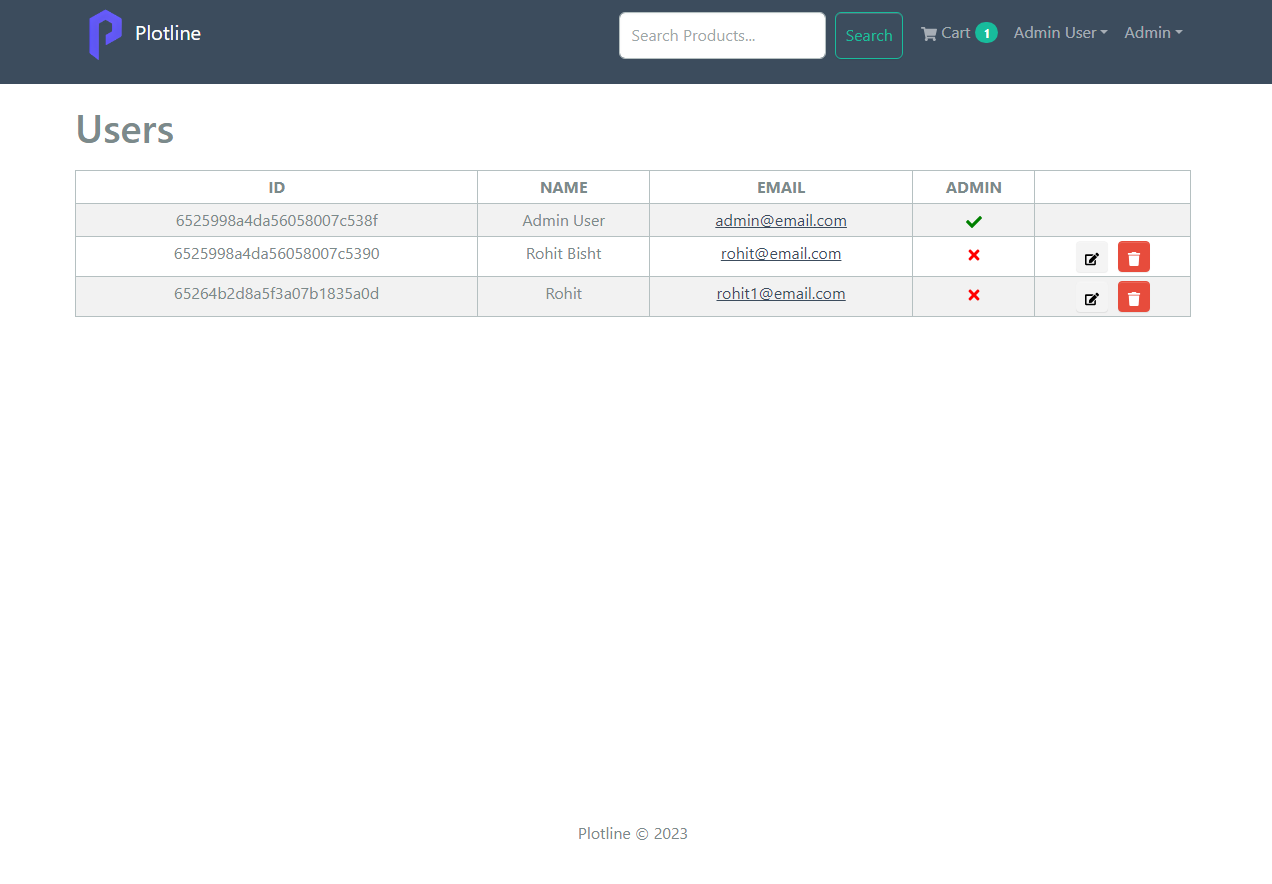 Plotline
Search Products...
Search
Cart 1
Admin User
Admin
Users
ID NAME EMAIL ADMIN
6525998a4da56058007c538f Admin User admin@email.com
6525998a4da56058007c5390 Rohit Bisht rohit@email.com
65264b2d8a5f3a07b1835a0d Rohit rohit1@email.com
Plotline © 2023